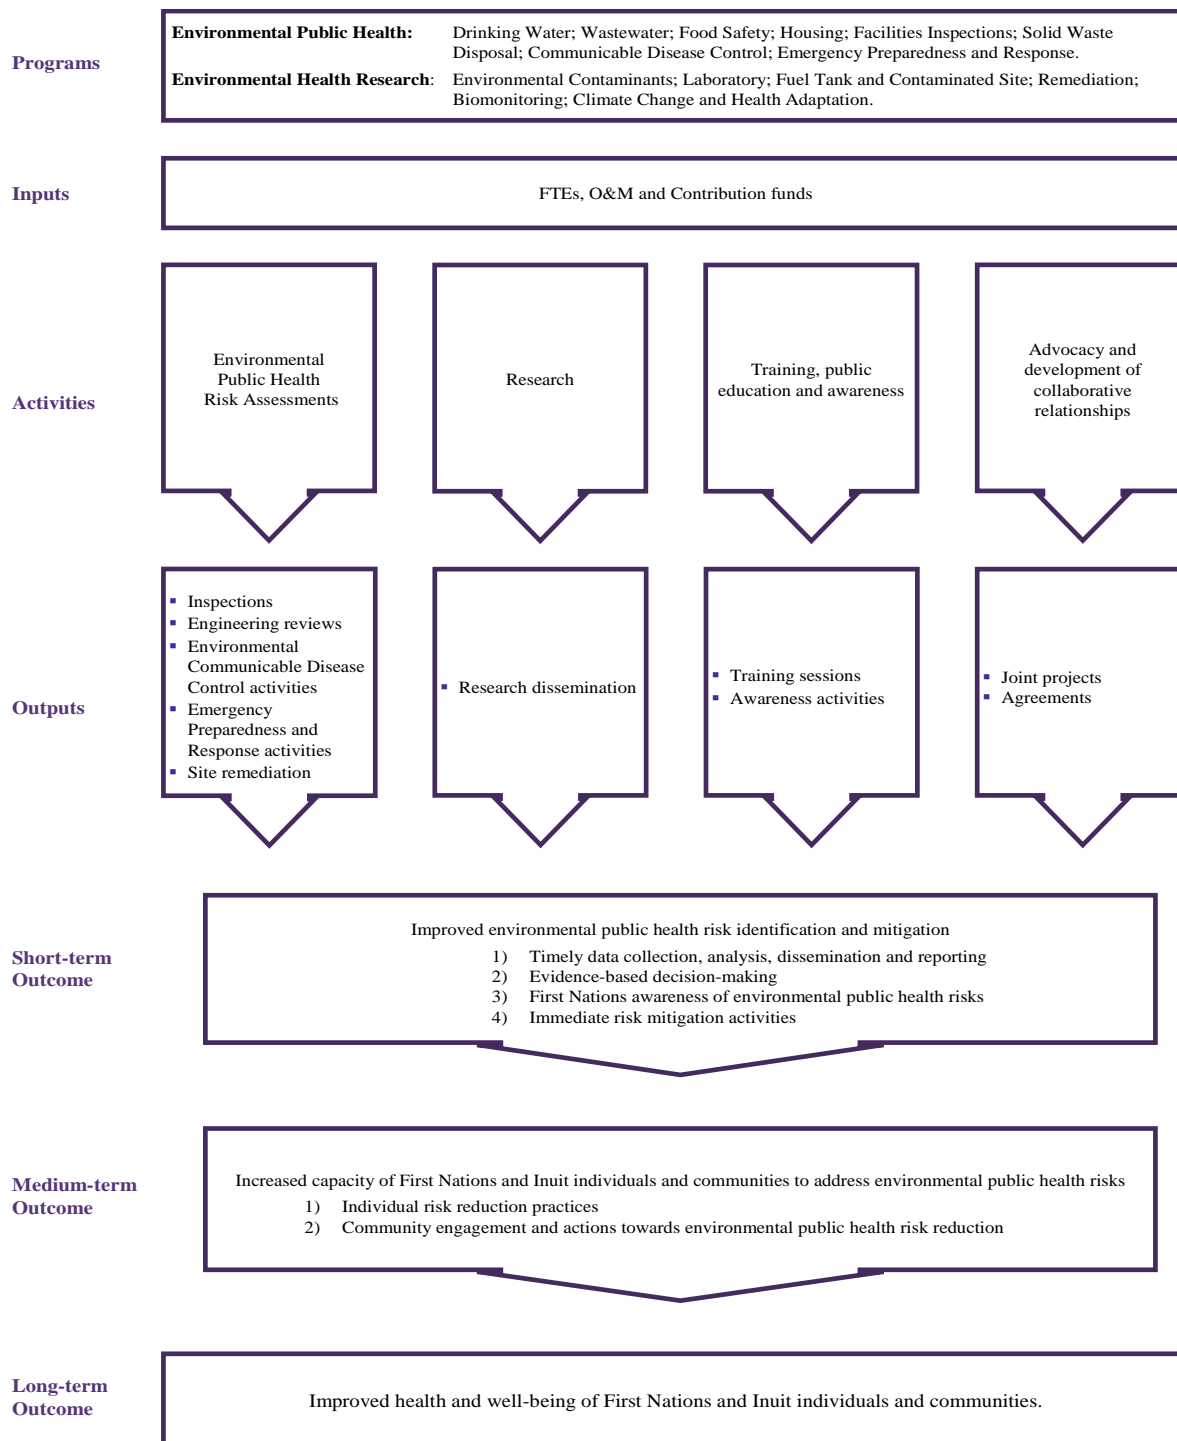 Programs
Environmental Public Health: Drinking Water; Wastewater; Food Safety; Housing; Facilities Inspections; Solid Waste
Disposal; Communicable Disease Control; Emergency Preparedness and Response.
Environmental Health Research: Environmental Contaminants; Laboratory; Fuel Tank and Contaminated Site; Remediation;
Biomonitoring; Climate Change and Health Adaptation.
Inputs
FTEs, O&M and Contribution funds
Activities
Environmental
Public Health
Risk Assessments
Research
Training, public
education and awareness
Advocacy and
development of
collaborative
relationships
Outputs
▪ Inspections
▪ Engineering reviews
▪ Environmental
Communicable Disease
Control activities
▪ Emergency
Preparedness and
Response activities
▪ Site remediation
▪ Research dissemination
▪ Training sessions
▪ Awareness activities
▪ Joint projects
▪ Agreements
Short-term
Outcome
Improved environmental public health risk identification and mitigation
1) Timely data collection, analysis, dissemination and reporting
2) Evidence-based decision-making
3) First Nations awareness of environmental public health risks
4) Immediate risk mitigation activities
Medium-term
Outcome
Increased capacity of First Nations and Inuit individuals and communities to address environmental public health risks
1) Individual risk reduction practices
2) Community engagement and actions towards environmental public health risk reduction
Long-term
Outcome
Improved health and well-being of First Nations and Inuit individuals and communities.